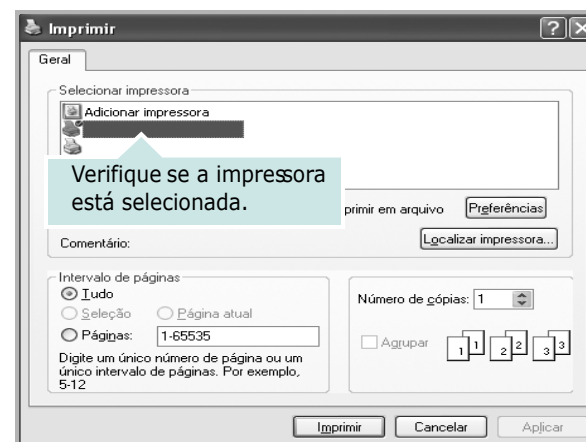 Imprimir
Geral
Selecionar impressora
Adicionar impressora
Verifique se a impressora
está selecionada.
primir em arquivo Preferências
Comentário: Localizar impressora...
Intervalo de páginas
Tudo
Seleção Página atual
Páginas: 1-65535
Digite um único número de página ou um
único intervalo de páginas. Por exemplo,
5-12
Número de cópias: 1
Agrupar 1 1 2 2 3 3
Imprimir Cancelar Aplicar